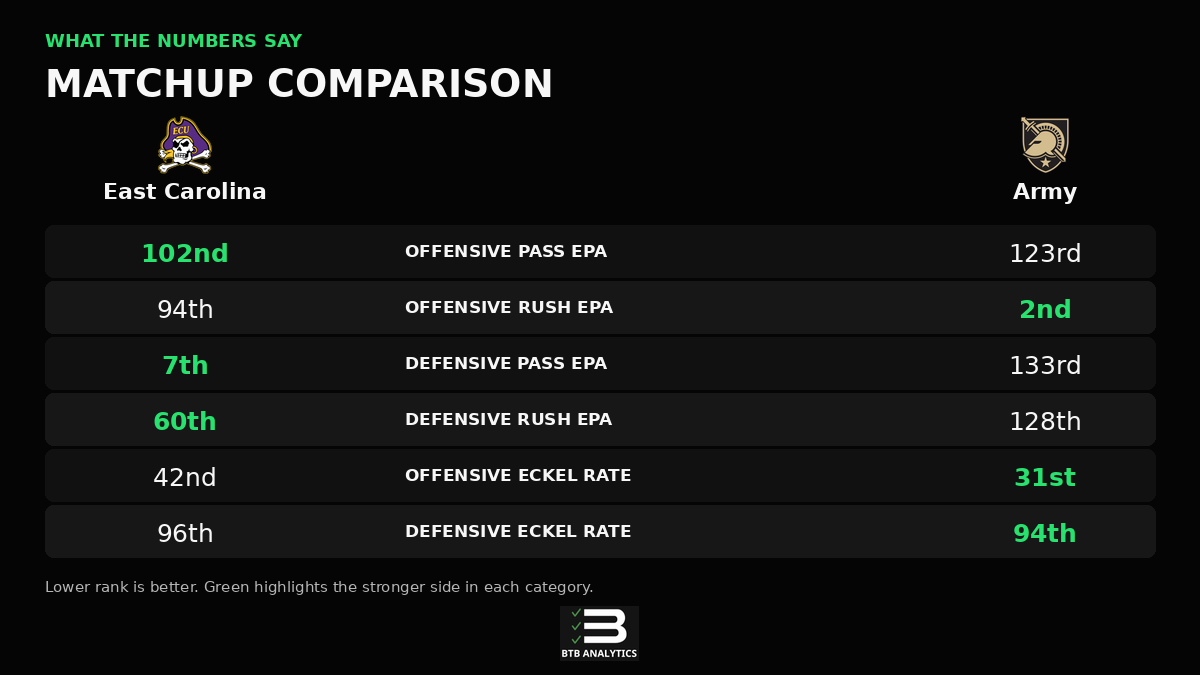 WHAT THE NUMBERS SAY
MATCHUP COMPARISON
ECU
East Carolina
Army
102nd OFFENSIVE PASS EPA 123rd
94th OFFENSIVE RUSH EPA 2nd
7th DEFENSIVE PASS EPA 133rd
60th DEFENSIVE RUSH EPA 128th
42nd OFFENSIVE ECKEL RATE 31st
96th DEFENSIVE ECKEL RATE 94th
Lower rank is better. Green highlights the stronger side in each category.
BTB ANALYTICS